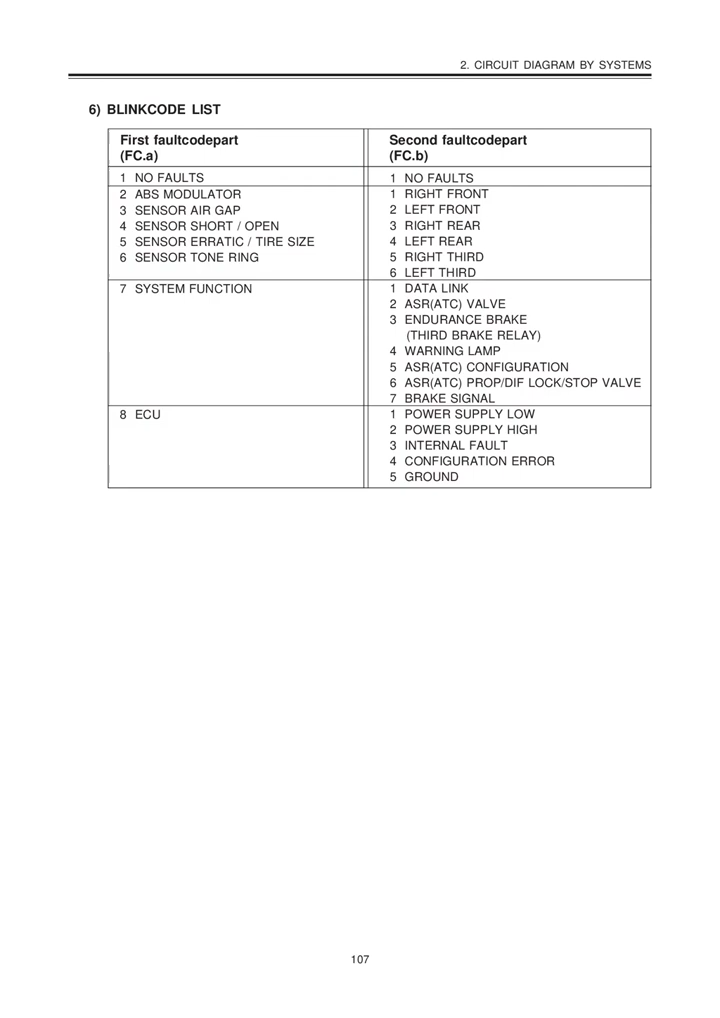 2. CIRCUIT DIAGRAM BY SYSTEMS
6) BLINKCODE LIST
First faultcodepart
(FC.a)
Second faultcodepart
(FC.b)
1 NO FAULTS
1 NO FAULTS
2 ABS MODULATOR
3 SENSOR AIR GAP
4 SENSOR SHORT / OPEN
5 SENSOR ERRATIC / TIRE SIZE
6 SENSOR TONE RING
1 RIGHT FRONT
2 LEFT FRONT
3 RIGHT REAR
4 LEFT REAR
5 RIGHT THIRD
6 LEFT THIRD
7 SYSTEM FUNCTION
1 DATA LINK
2 ASR(ATC) VALVE
3 ENDURANCE BRAKE
(THIRD BRAKE RELAY)
4 WARNING LAMP
5 ASR(ATC) CONFIGURATION
6 ASR(ATC) PROP/DIF LOCK/STOP VALVE
7 BRAKE SIGNAL
8 ECU
1 POWER SUPPLY LOW
2 POWER SUPPLY HIGH
3 INTERNAL FAULT
4 CONFIGURATION ERROR
5 GROUND
107